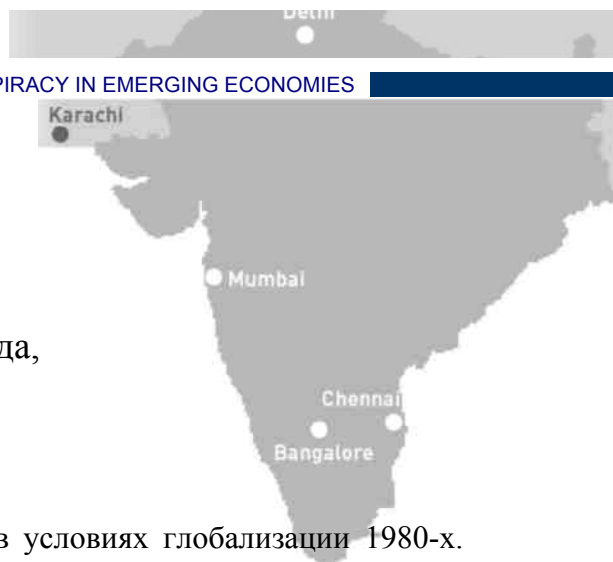 Delhi
PIRACY IN EMERGING ECONOMIES
Karachi
Mumbai
да,
Chennai
Bangalore
в условиях глобализации 1980-х.